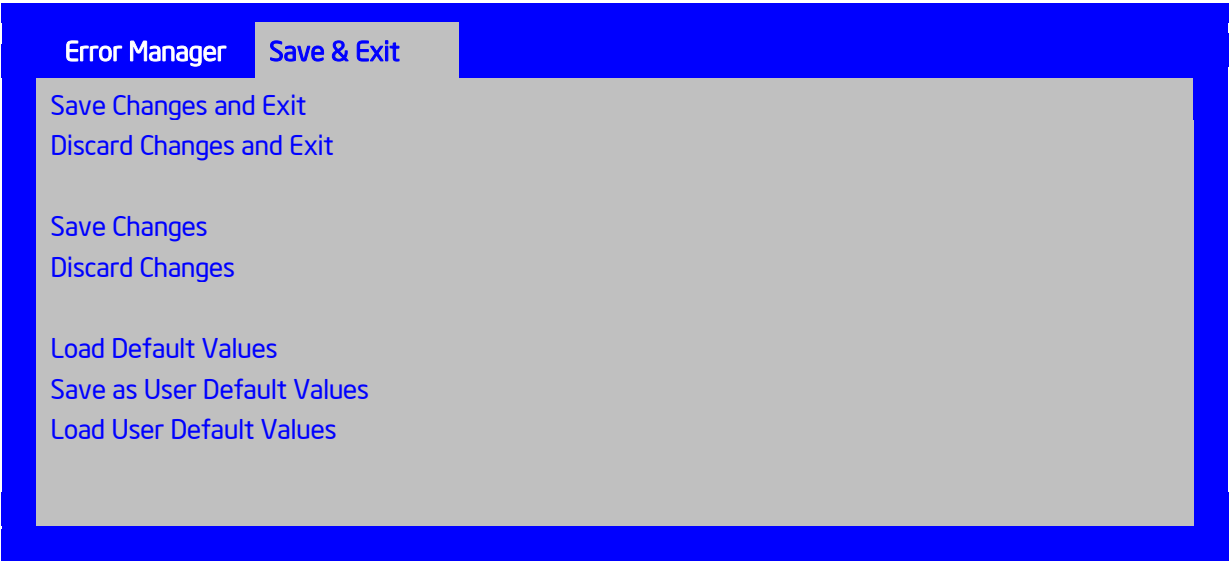 Error Manager Save & Exit
Save Changes and Exit
Discard Changes and Exit
Save Changes
Discard Changes
Load Default Values
Save as User Default Values
Load User Default Values